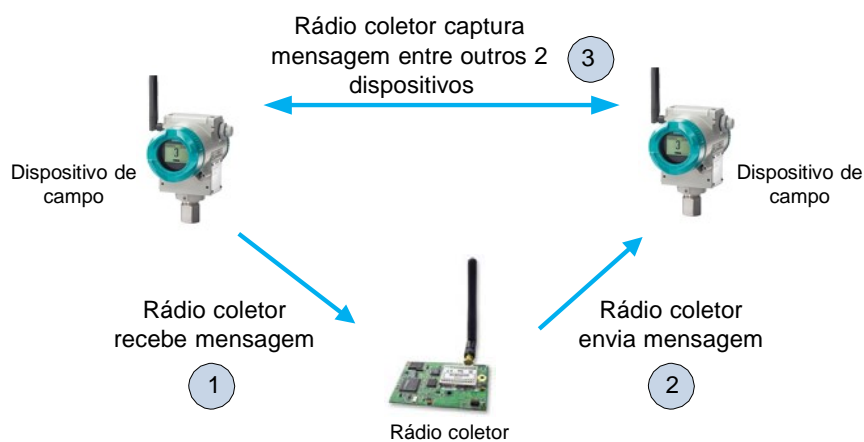 Rádio coletor captura
mensagem entre outros 2
dispositivos
3
Dispositivo de
campo
Dispositivo de
campo
Rádio coletor
recebe mensagem
1
Rádio coletor
envia mensagem
2
Rádio coletor